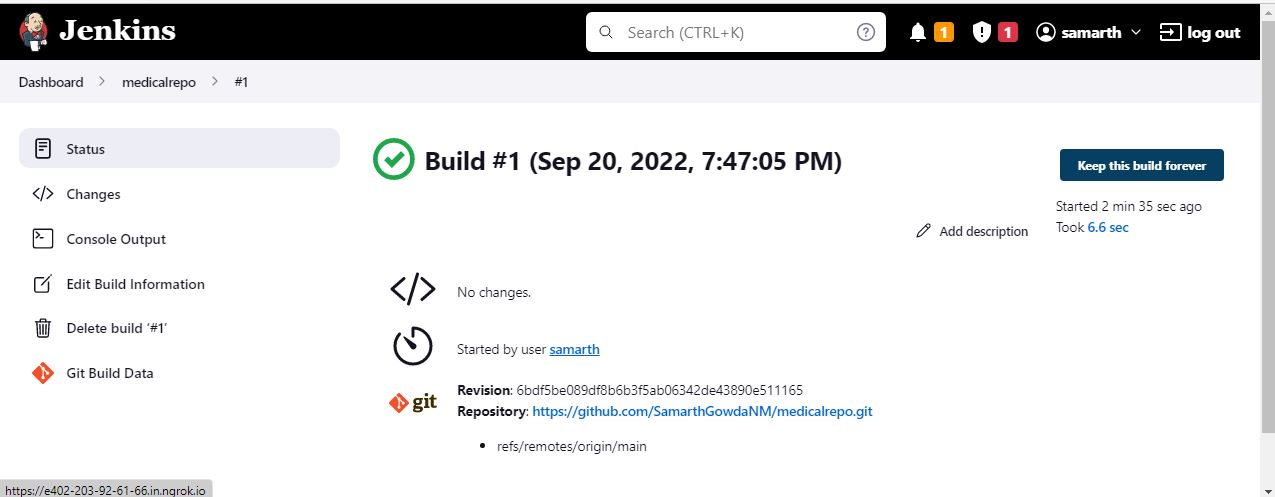 Jenkins
Search (CTRL+K)
?
1
1
samarth
log out
Dashboard > medicalrepo > #1
Status
Changes
Console Output
Edit Build Information
Delete build ‘#1’
Git Build Data
Build #1 (Sep 20, 2022, 7:47:05 PM)
Keep this build forever
Started 2 min 35 sec ago
Took 6.6 sec
Add description
No changes.
Started by user samarth
git
Revision: 6bdf5be089df8b6b3f5ab06342de43890e511165
Repository: https://github.com/SamarthGowdaNM/medicalrepo.git
• refs/remotes/origin/main
https://e402-203-92-61-66.in.ngrok.io